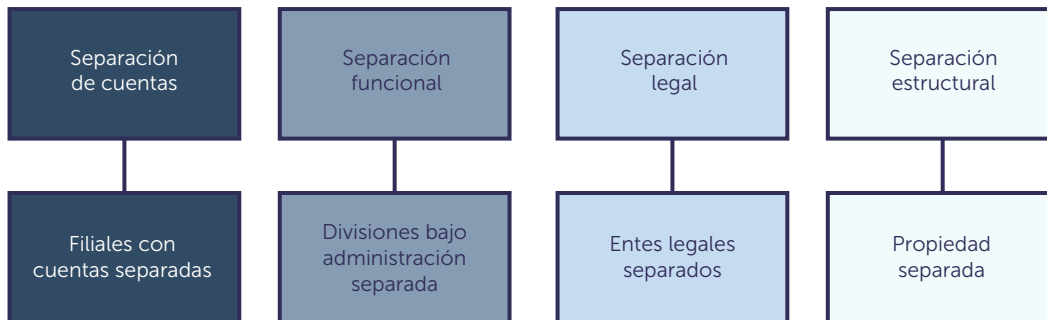 Separación
de cuentas
Separación
funcional
Separación
legal
Separación
estructural
Filiales con
cuentas separadas
Divisiones bajo
administración
separada
Entes legales
separados
Propiedad
separada